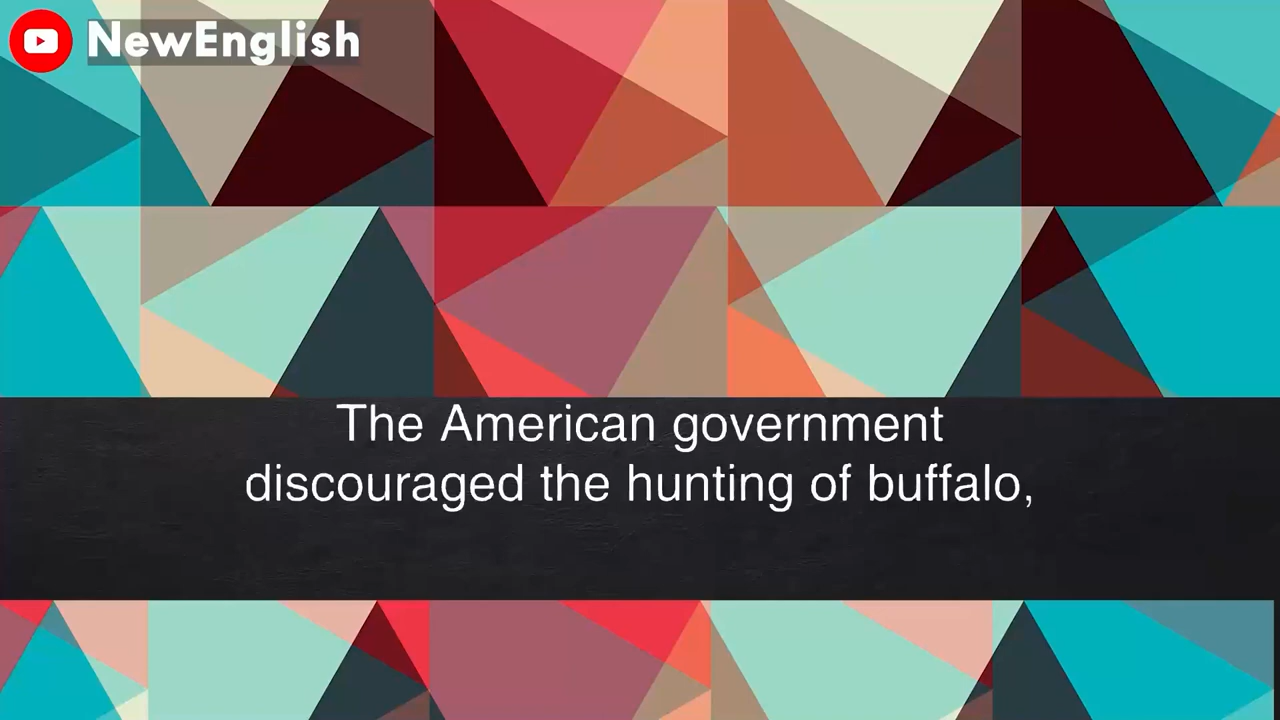 NewEnglish
The American government
discouraged the hunting of buffalo,